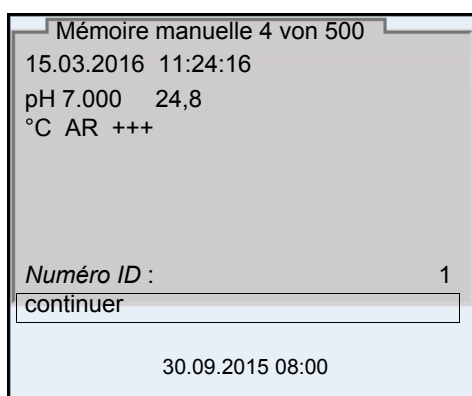 Mémoire manuelle 4 von 500
15.03.2016 11:24:16
pH 7.000 24,8
°C AR +++
Numéro ID : 1
continuer
30.09.2015 08:00